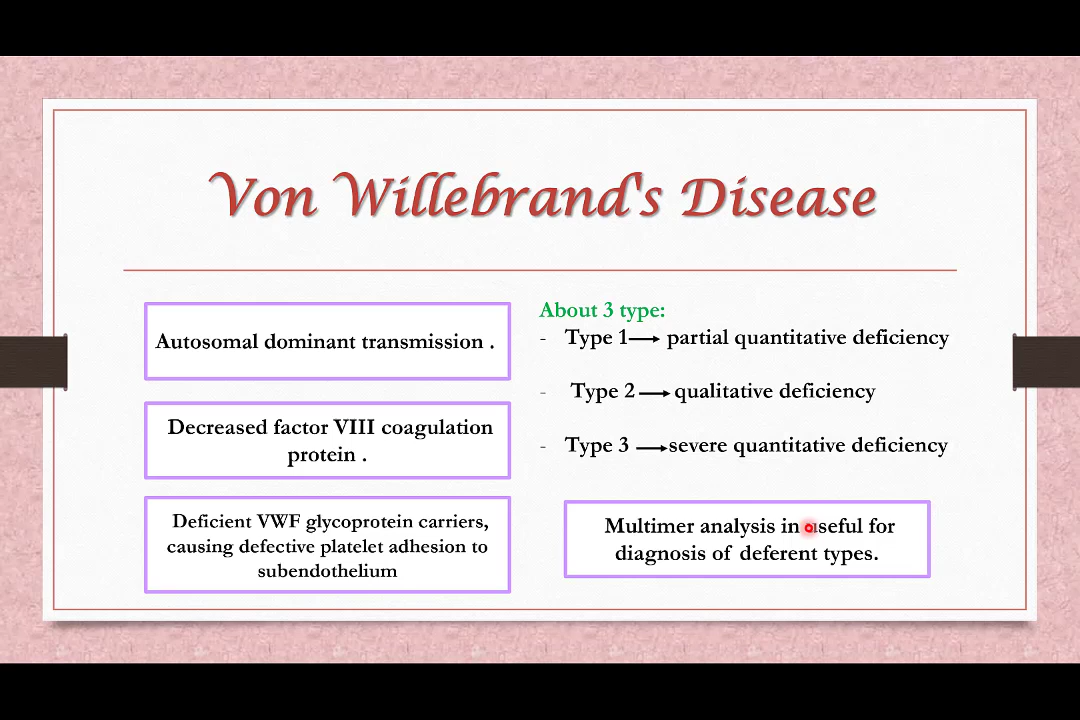 Von Willebrand's Disease
Autosomal dominant transmission .
Decreased factor VIII coagulation
protein .
Deficient VWF glycoprotein carriers,
causing defective platelet adhesion to
subendothelium
About 3 type:
- Type 1→ partial quantitative deficiency
- Type 2→ qualitative deficiency
- Type 3 →severe quantitative deficiency
Multimer analysis in useful for
diagnosis of deferent types.